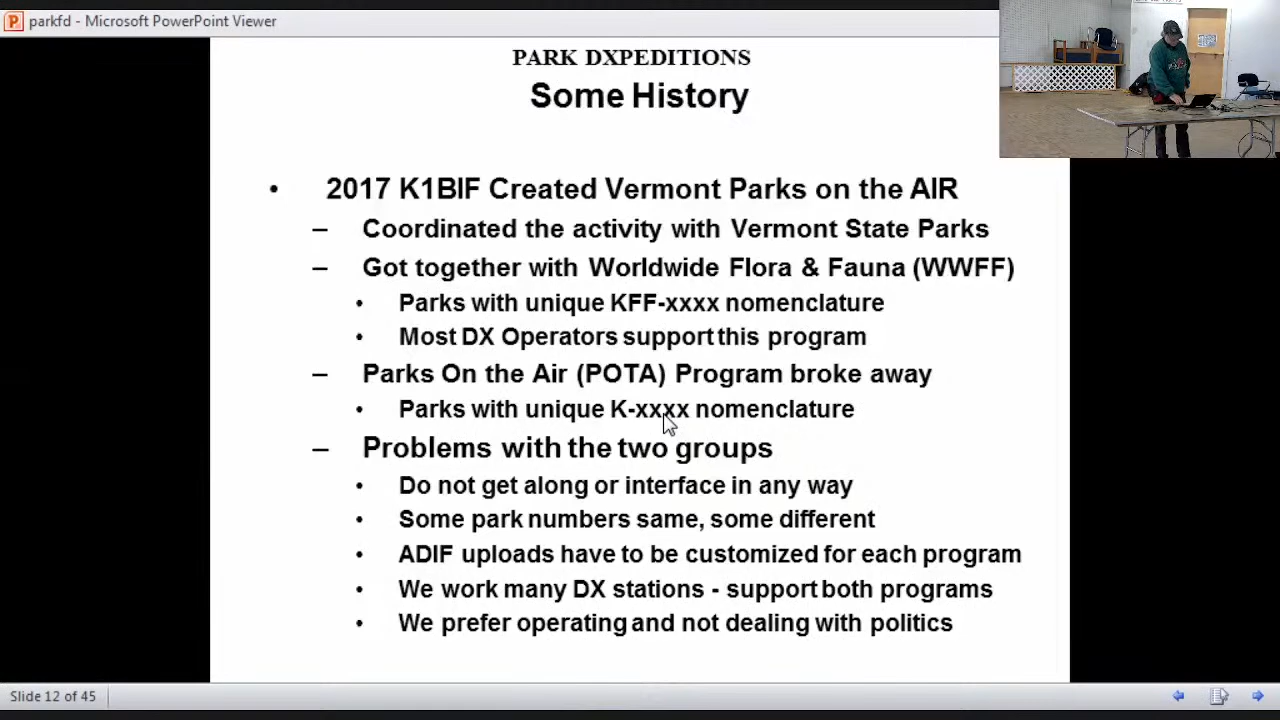 parkfd - Microsoft PowerPoint Viewer
PARK DXPEDITIONS
Some History
• 2017 K1BIF Created Vermont Parks on the AIR
– Coordinated the activity with Vermont State Parks
– Got together with Worldwide Flora & Fauna (WWFF)
• Parks with unique KFF-xxxx nomenclature
• Most DX Operators support this program
– Parks On the Air (POTA) Program broke away
• Parks with unique K-xxxx nomenclature
– Problems with the two groups
• Do not get along or interface in any way
• Some park numbers same, some different
• ADIF uploads have to be customized for each program
• We work many DX stations - support both programs
• We prefer operating and not dealing with politics
Slide 12 of 45